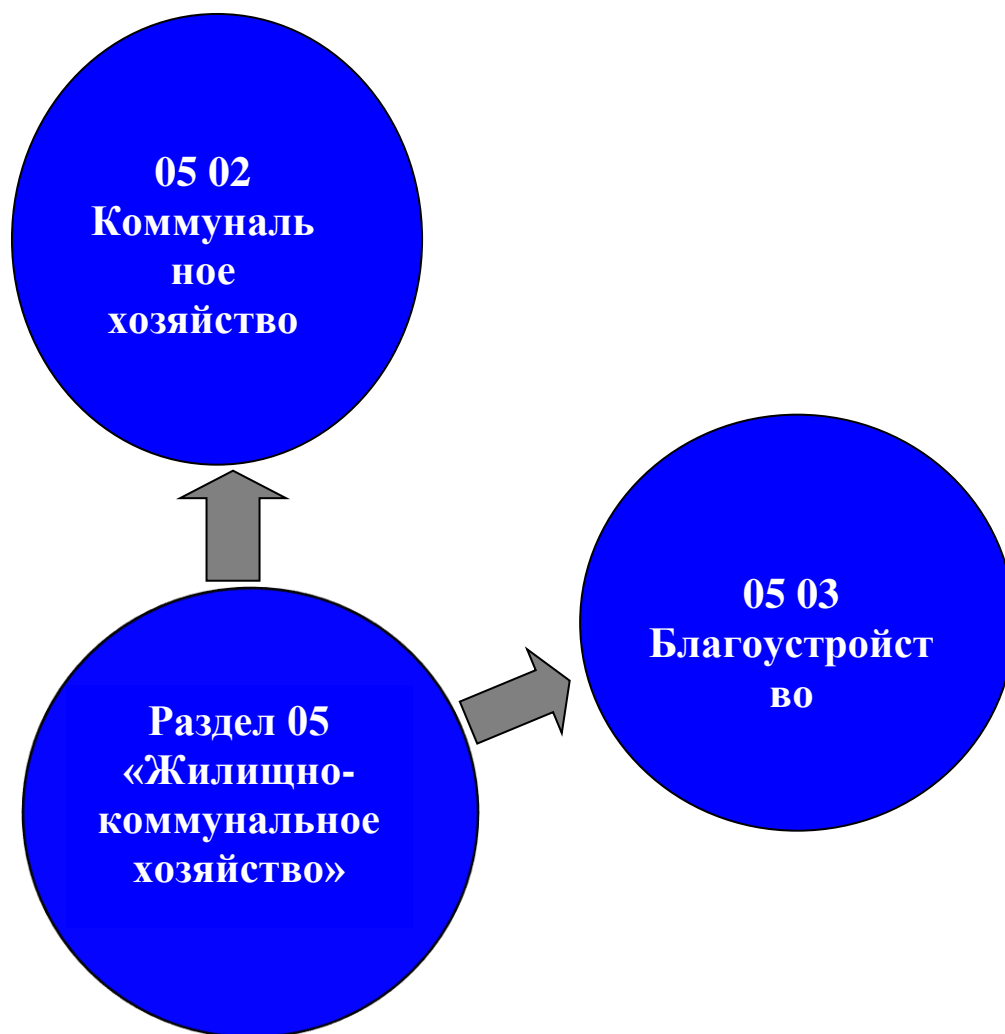 05 02
Коммуналь
ное
хозяйство
05 03
Благоустройст
во
Раздел 05
«Жилищно-
коммунальное
хозяйство»